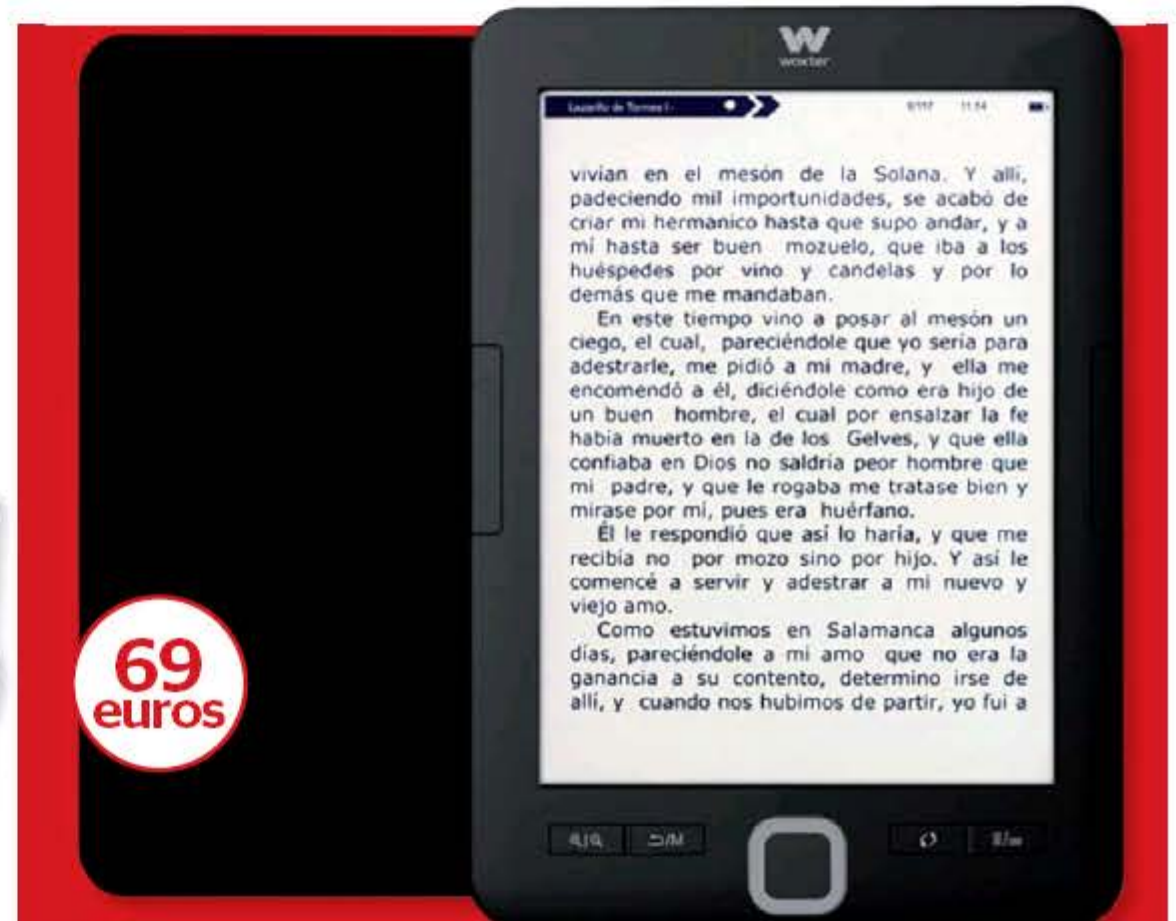 woxter
Lazarillo de Tormes I -
11:54
vivían en el mesón de la Solana. Y allí,
padeciendo mil importunidades, se acabó de
criar mi hermanico hasta que supo andar, y a
mí hasta ser buen mozuelo, que iba a los
huéspedes por vino y candelas y por lo
demás que me mandaban.
En este tiempo vino a posar al mesón un
ciego, el cual, pareciéndole que yo sería para
adestrarle, me pidió a mi madre, y ella me
encomendó a él, diciéndole como era hijo de
un buen hombre, el cual por ensalzar la fe
había muerto en la de los Gelves, y que ella
confiaba en Dios no saldría peor hombre que
mi padre, y que le rogaba me tratase bien y
mirase por mí, pues era huérfano.
Él le respondió que así lo haría, y que me
recibía no por mozo sino por hijo. Y así le
comencé a servir y adestrar a mi nuevo y
viejo amo.
Como estuvimos en Salamanca algunos
días, pareciéndole a mi amo que no era la
ganancia a su contento, determino irse de
allí, y cuando nos hubimos de partir, yo fui a
69
euros